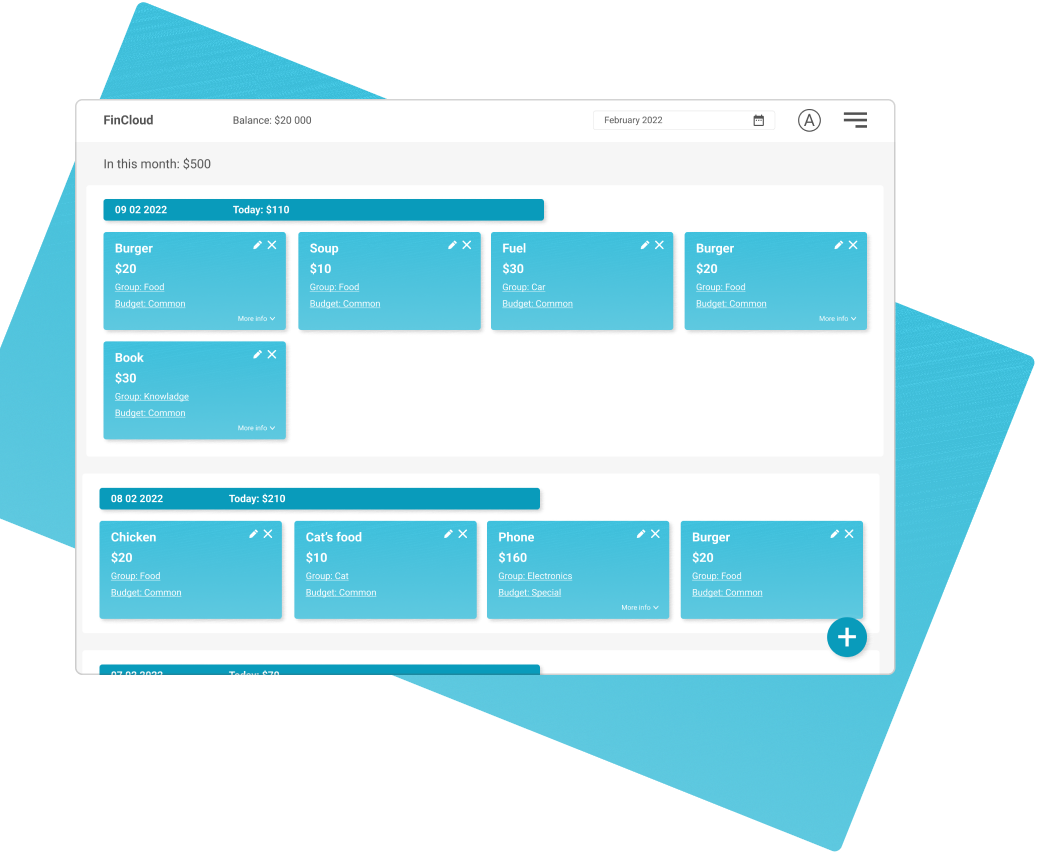 FinCloud
Balance: $20 000
February 2022
A
In this month: $500
09 02 2022
Today: $110
Burger
$20
Group: Food
Budget: Common
More info
Soup
$10
Group: Food
Budget: Common
Fuel
$30
Group: Car
Budget: Common
Burger
$20
Group: Food
Budget: Common
More info
Book
$30
Group: Knowladge
Budget: Common
More info
08 02 2022
Today: $210
Chicken
$20
Group: Food
Budget: Common
Cat's food
$10
Group: Cat
Budget: Common
Phone
$160
Group: Electronics
Budget: Special
More info
Burger
$20
Group: Food
Budget: Common
07 02 2022
Today: $70